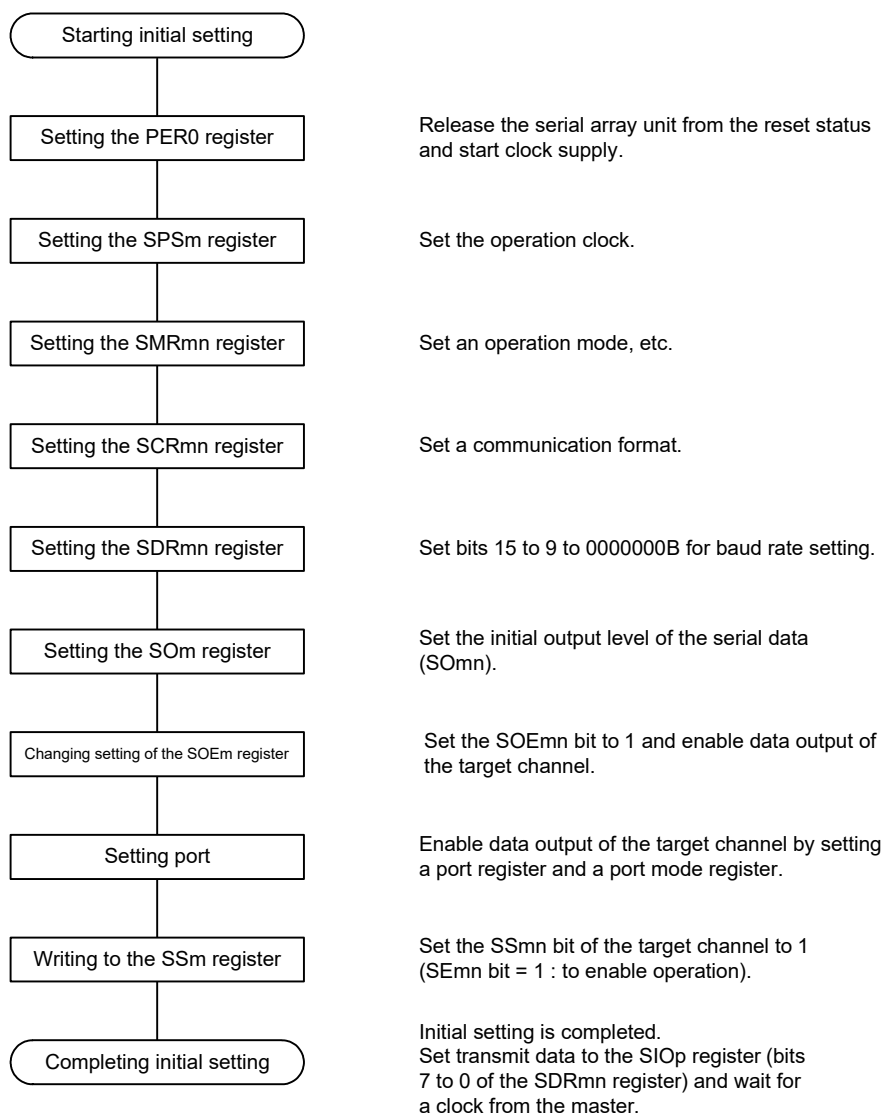 Starting initial setting
Setting the PER0 register
Release the serial array unit from the reset status
and start clock supply.
Setting the SPSm register
Set the operation clock.
Setting the SMRmn register
Set an operation mode, etc.
Setting the SCRmn register
Set a communication format.
Setting the SDRmn register
Set bits 15 to 9 to 0000000B for baud rate setting.
Setting the SOm register
Set the initial output level of the serial data
(SOmn).
Changing setting of the SOEm register
Set the SOEmn bit to 1 and enable data output of
the target channel.
Setting port
Enable data output of the target channel by setting
a port register and a port mode register.
Writing to the SSm register
Set the SSmn bit of the target channel to 1
(SEmn bit = 1 : to enable operation).
Completing initial setting
Initial setting is completed.
Set transmit data to the SIOp register (bits
7 to 0 of the SDRmn register) and wait for
a clock from the master.